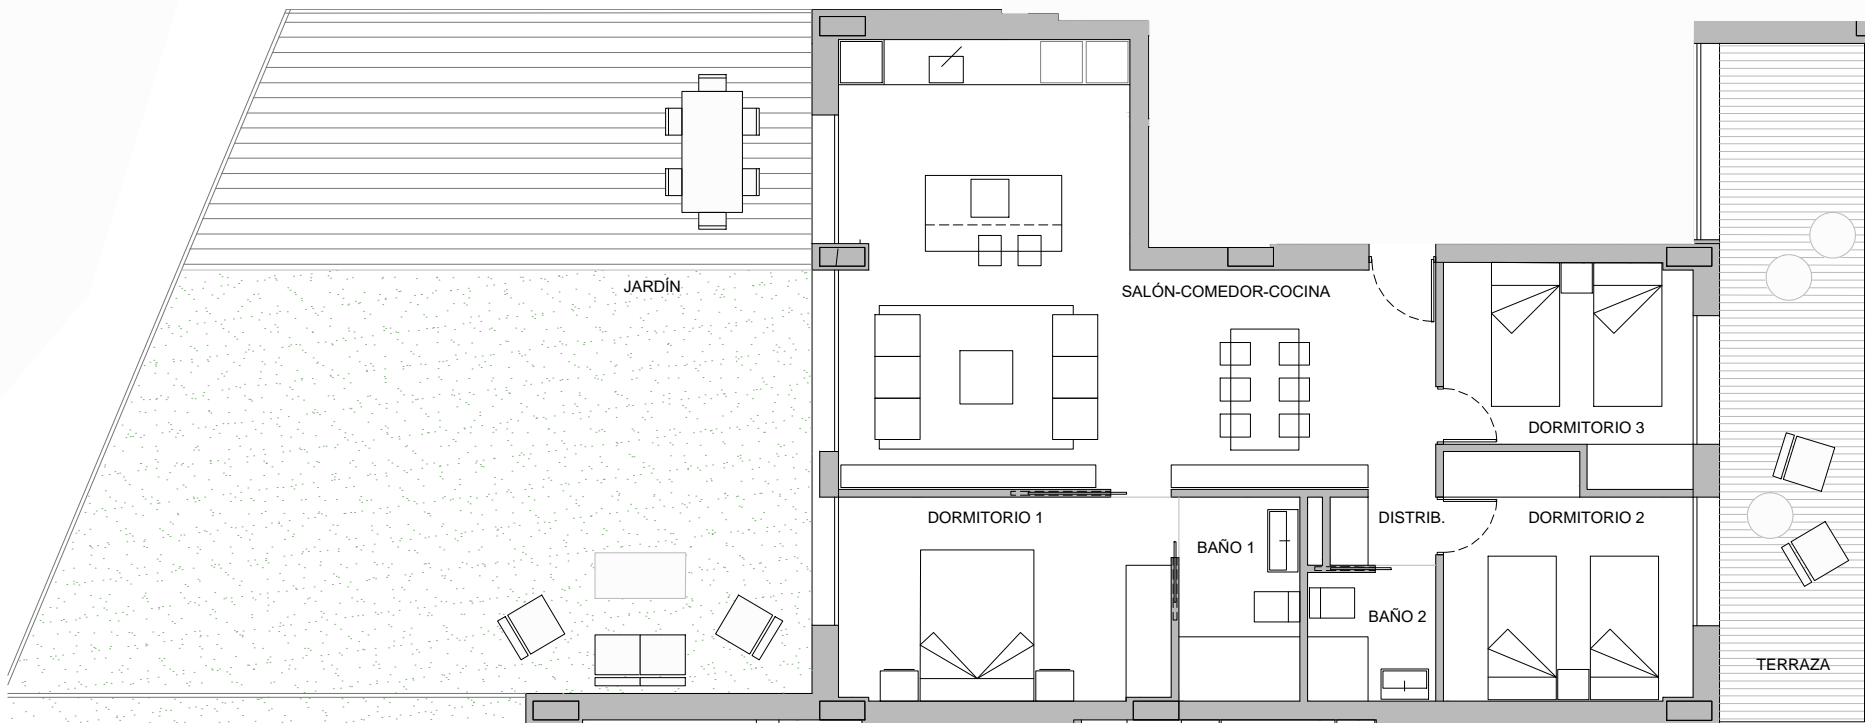 JARDÍN
SALÓN-COMEDOR-COCINA
DORMITORIO 3
DORMITORIO 1
DISTRIB.
DORMITORIO 2
BAÑO 1
BAÑO 2
TERRAZA